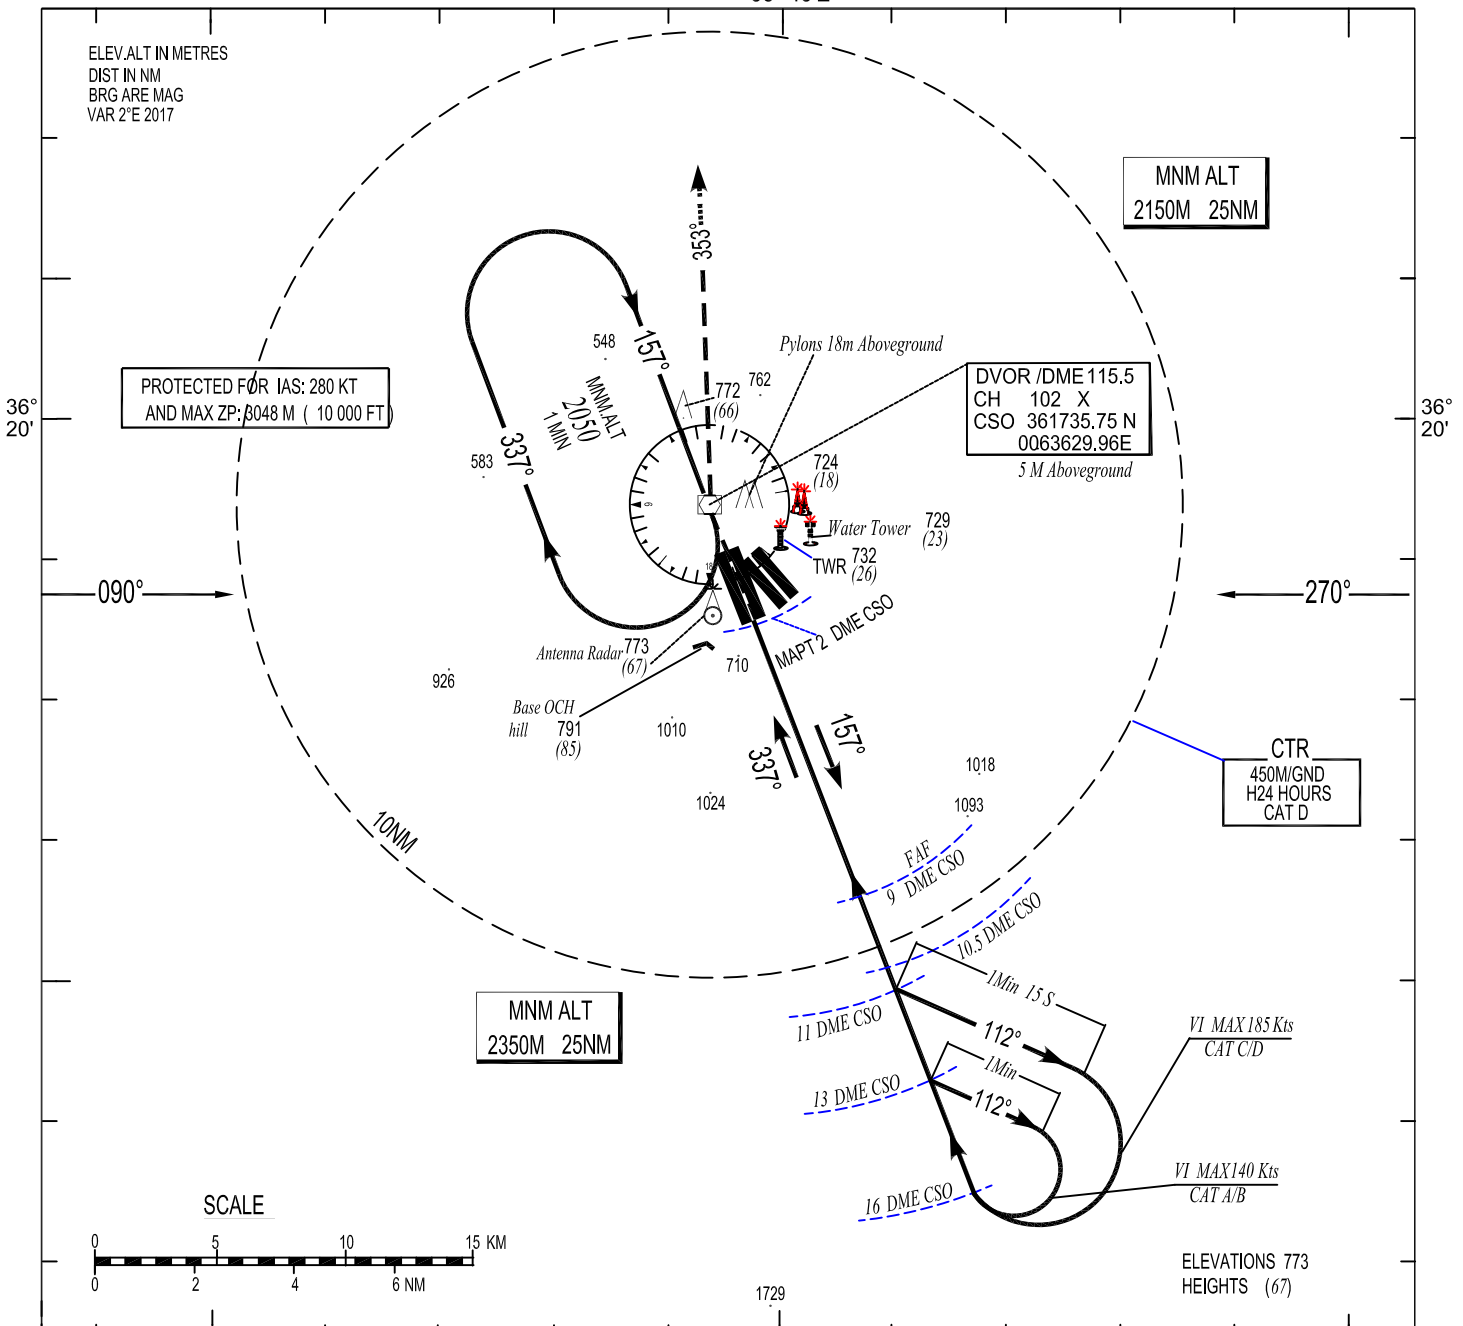 ELEV.ALT IN METRES
DIST IN NM
BRG ARE MAG
VAR 2°E 2017
MNM ALT
2150M 25NM
353°
157°
548
Pylons 18m Aboveground
PROTECTED FOR IAS: 280 KT
AND MAX ZP: 3048 M ( 10 000 FT )
MNM.ALT
2050
1 MIN
772
(66)
762
DVOR /DME 115.5
CH 102 X
CSO 361735.75 N
0063629.96E
5 M Aboveground
36°
20'
36°
20'
337°
583
724
(18)
9
Water Tower 729
(23)
TWR 732
(26)
18
090°
270°
MAPT 2 DME CSO
Antenna Radar 773
(67)
710
926
Base OCH
hill 791
(85)
1010
157°
337°
1024
1018
1093
CTR
450M/GND
H24 HOURS
CAT D
10NM
FAF
9 DME CSO
10.5 DME CSO
1Min 15 S
MNM ALT
2350M 25NM
11 DME CSO
112°
VI MAX 185 Kts
CAT C/D
1Min
13 DME CSO
112°
VI MAX 140 Kts
CAT A/B
16 DME CSO
SCALE
0 5 10 15 KM
0 2 4 6 NM
ELEVATIONS 773
HEIGHTS (67)
1729